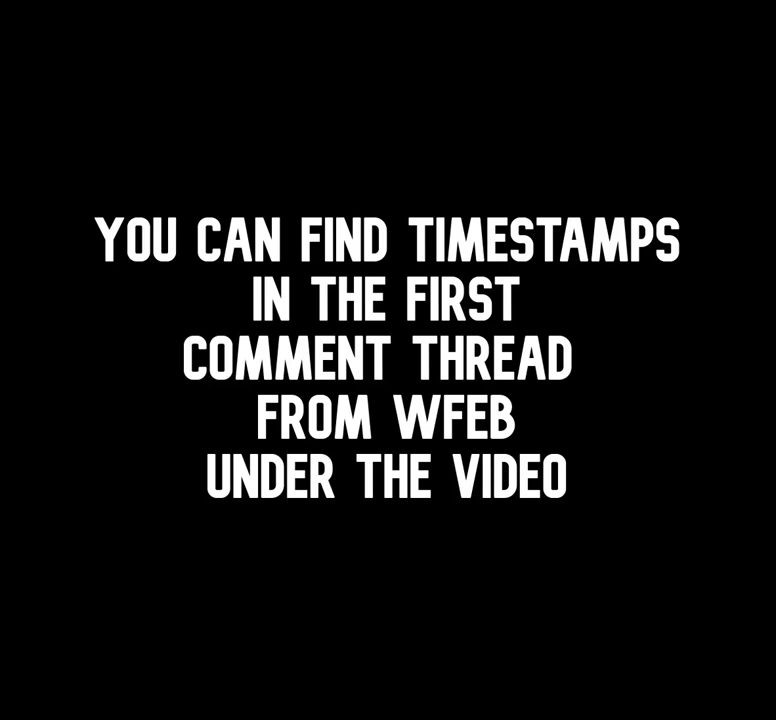 YOU CAN FIND TIMESTAMPS
IN THE FIRST
COMMENT THREAD
FROM WFEB
UNDER THE VIDEO